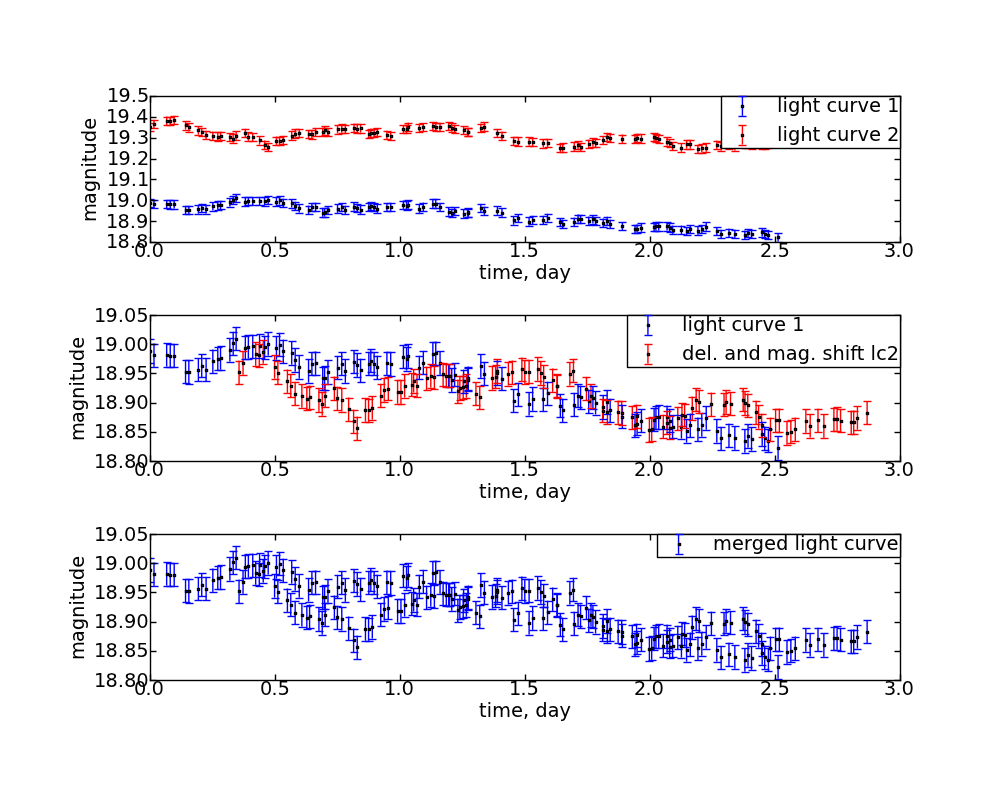 19.5
19.4
19.3
19.2
19.1
19.0
18.9
18.8
magnitude
light curve 1
light curve 2
0.0 0.5 1.0 1.5 2.0 2.5 3.0
time, day
19.05
19.00
18.95
18.90
18.85
18.80
magnitude
light curve 1
del. and mag. shift lc2
0.0 0.5 1.0 1.5 2.0 2.5 3.0
time, day
19.05
19.00
18.95
18.90
18.85
18.80
magnitude
merged light curve
0.0 0.5 1.0 1.5 2.0 2.5 3.0
time, day